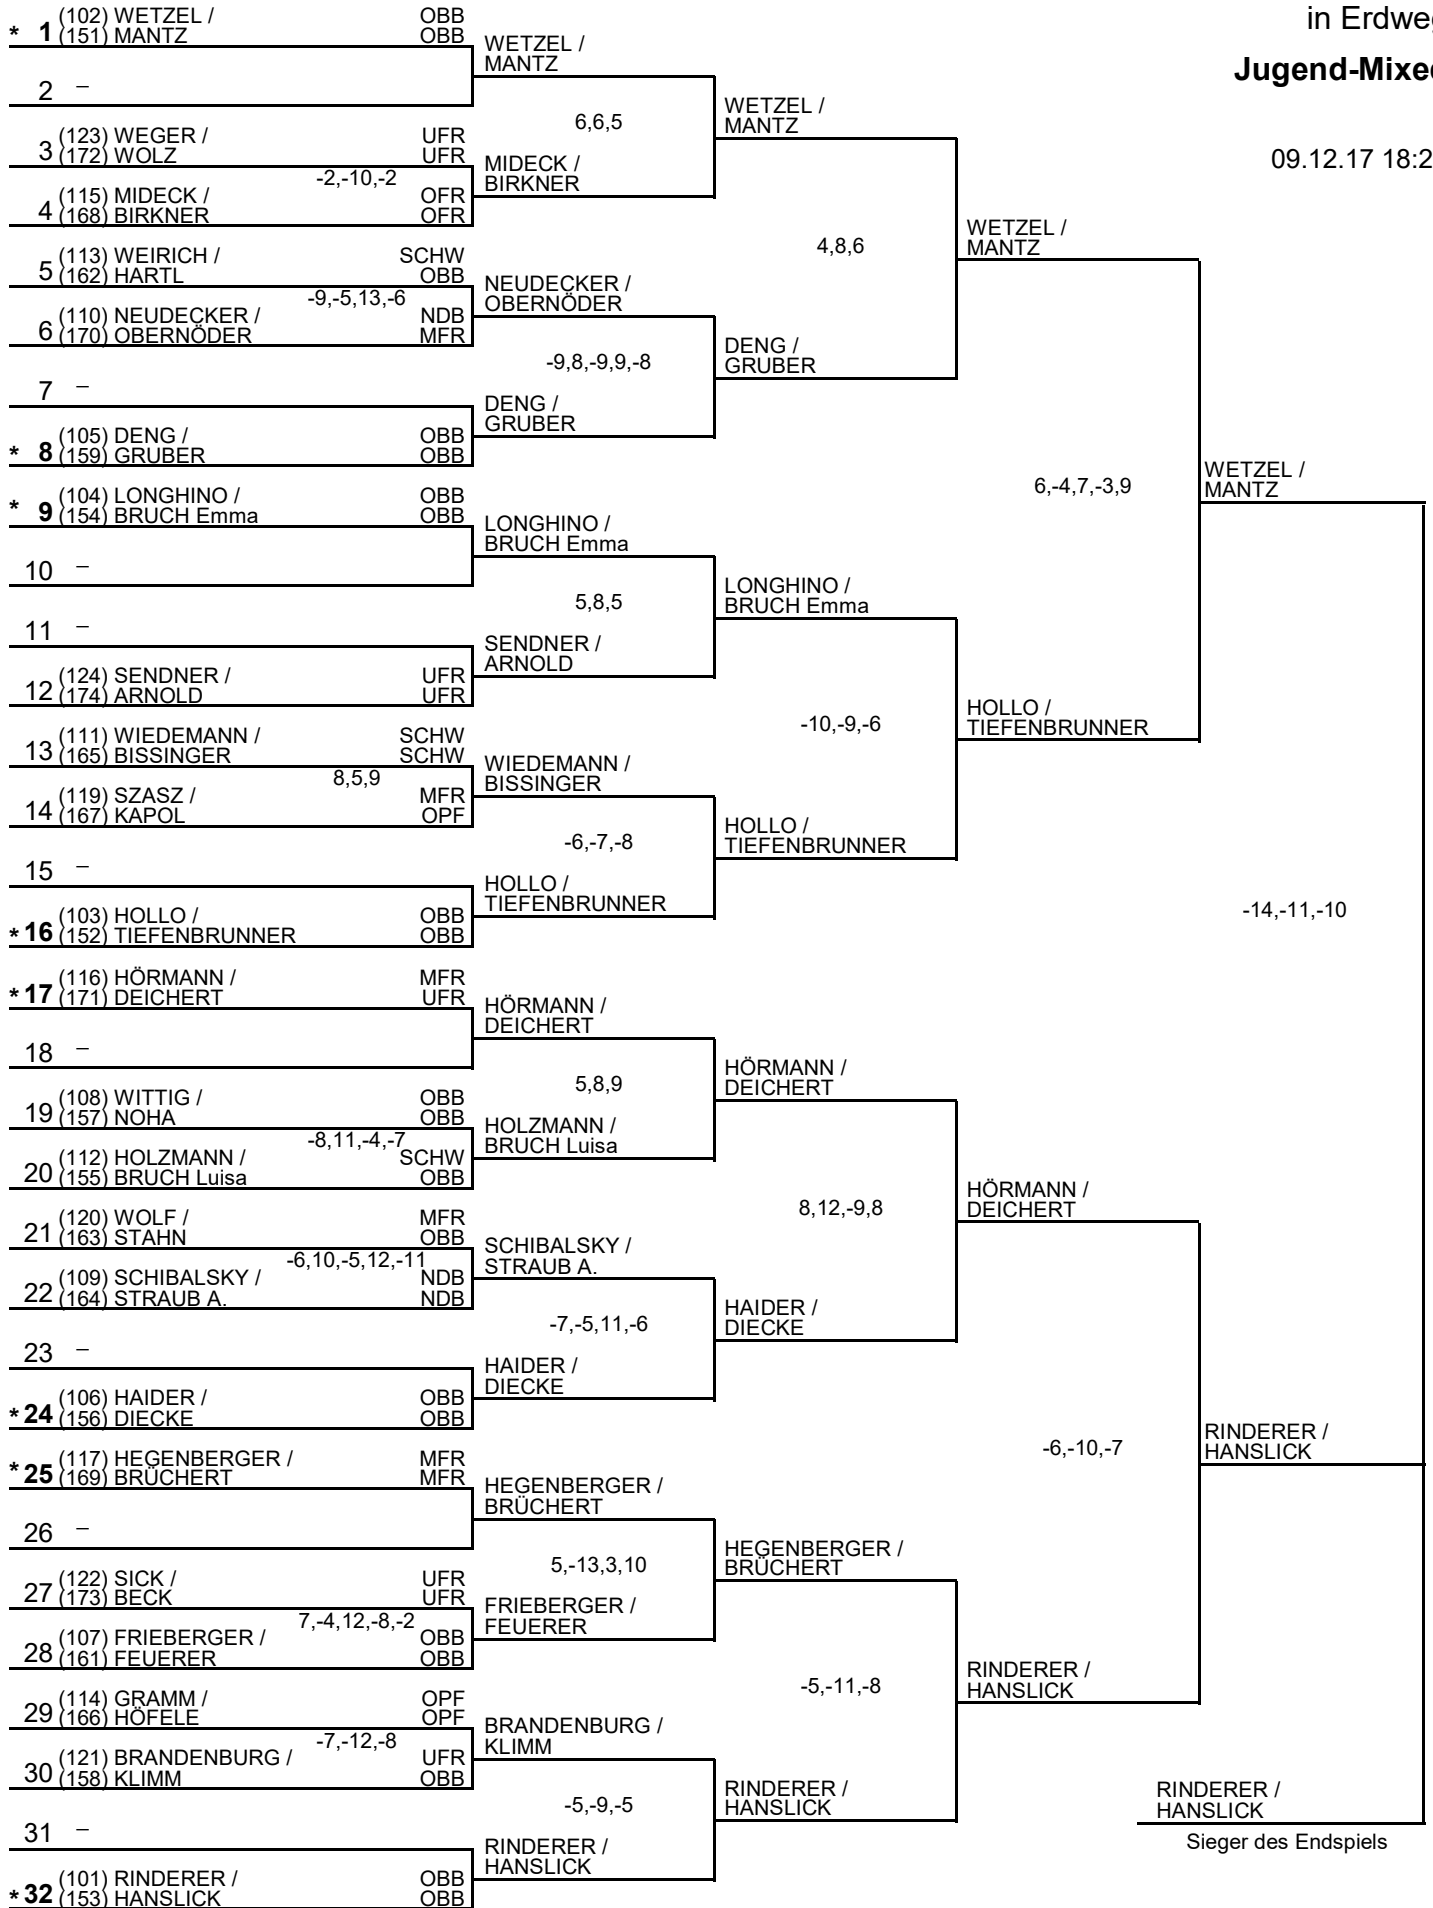 in Erdweg
Jugend-Mixed
09.12.17 18:2
* 1 (102) WETZEL / OBB
(151) MANTZ OBB
2 –
3 (123) WEGER / UFR
(172) WOLZ UFR
-2,-10,-2
4 (115) MIDECK / OFR
(168) BIRKNER OFR
5 (113) WEIRICH / SCHW
(162) HARTL OBB
-9,-5,13,-6
6 (110) NEUDECKER / NDB
(170) OBERNÖDER MFR
7 –
* 8 (105) DENG / OBB
(159) GRUBER OBB
* 9 (104) LONGHINO / OBB
(154) BRUCH Emma OBB
10 –
11 –
12 (124) SENDNER / UFR
(174) ARNOLD UFR
13 (111) WIEDEMANN / SCHW
(165) BISSINGER SCHW
8,5,9
14 (119) SZASZ / MFR
(167) KAPOL OPF
15 –
* 16 (103) HOLLO / OBB
(152) TIEFENBRUNNER OBB
* 17 (116) HÖRMANN / MFR
(171) DEICHERT UFR
18 –
19 (108) WITTIG / OBB
(157) NOHA OBB
-8,11,-4,-7
20 (112) HOLZMANN / SCHW
(155) BRUCH Luisa OBB
21 (120) WOLF / MFR
(163) STAHN OBB
-6,10,-5,12,-11
22 (109) SCHIBALSKY / NDB
(164) STRAUB A. NDB
23 –
* 24 (106) HAIDER / OBB
(156) DIECKE OBB
* 25 (117) HEGENBERGER / MFR
(169) BRÜCHERT MFR
26 –
27 (122) SICK / UFR
(173) BECK UFR
7,-4,12,-8,-2
28 (107) FRIEBERGER / OBB
(161) FEUERER OBB
29 (114) GRAMM / OPF
(166) HÖFELE OPF
-7,-12,-8
30 (121) BRANDENBURG / UFR
(158) KLIMM OBB
31 –
* 32 (101) RINDERER / OBB
(153) HANSLICK OBB
WETZEL /
MANTZ
6,6,5
MIDECK /
BIRKNER
NEUDECKER /
OBERNÖDER
-9,8,-9,9,-8
DENG /
GRUBER
LONGHINO /
BRUCH Emma
5,8,5
SENDNER /
ARNOLD
WIEDEMANN /
BISSINGER
-6,-7,-8
HOLLO /
TIEFENBRUNNER
HÖRMANN /
DEICHERT
5,8,9
HOLZMANN /
BRUCH Luisa
SCHIBALSKY /
STRAUB A.
-7,-5,11,-6
HAIDER /
DIECKE
HEGENBERGER /
BRÜCHERT
5,-13,3,10
FRIEBERGER /
FEUERER
BRANDENBURG /
KLIMM
-5,-9,-5
RINDERER /
HANSLICK
WETZEL /
MANTZ
4,8,6
DENG /
GRUBER
LONGHINO /
BRUCH Emma
-10,-9,-6
HOLLO /
TIEFENBRUNNER
HÖRMANN /
DEICHERT
8,12,-9,8
HAIDER /
DIECKE
HEGENBERGER /
BRÜCHERT
-5,-11,-8
RINDERER /
HANSLICK
WETZEL /
MANTZ
6,-4,7,-3,9
HOLLO /
TIEFENBRUNNER
HÖRMANN /
DEICHERT
-6,-10,-7
RINDERER /
HANSLICK
WETZEL /
MANTZ
-14,-11,-10
RINDERER /
HANSLICK
RINDERER /
HANSLICK
Sieger des Endspiels